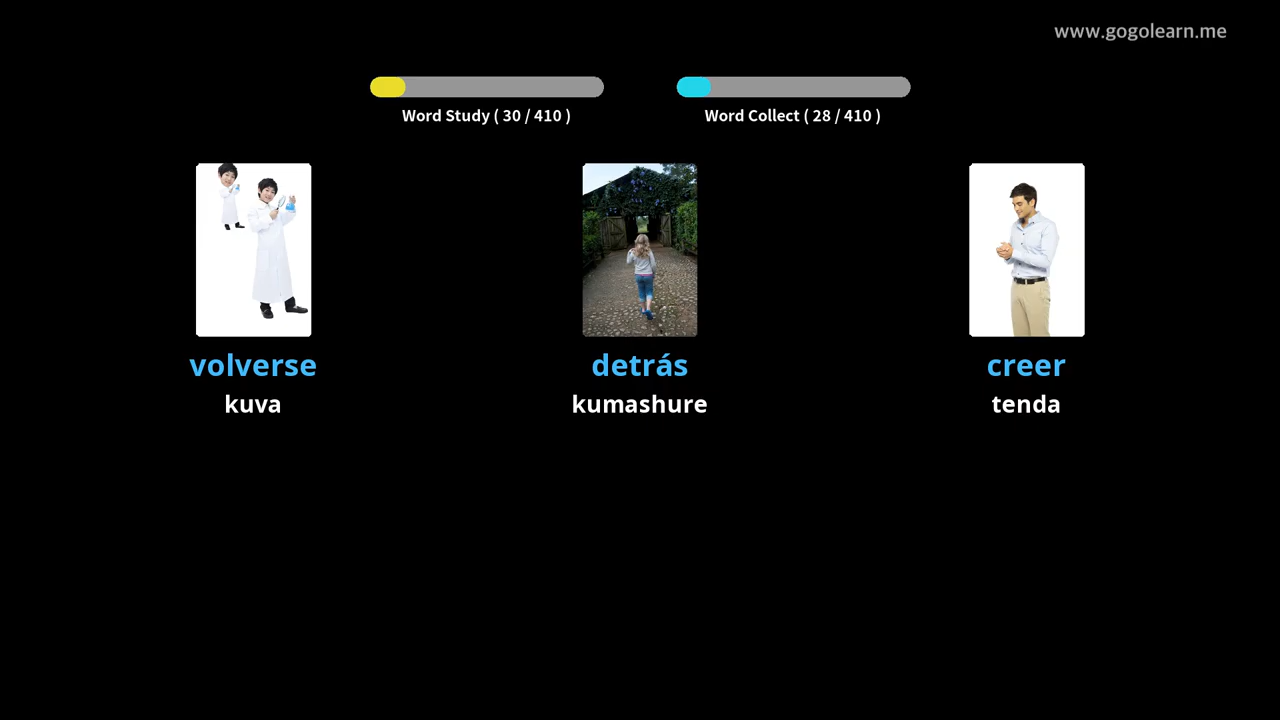 www.gogolearn.me
Word Study ( 30 / 410 )
Word Collect ( 28 / 410 )
volverse
kuva
detrás
kumashure
creer
tenda